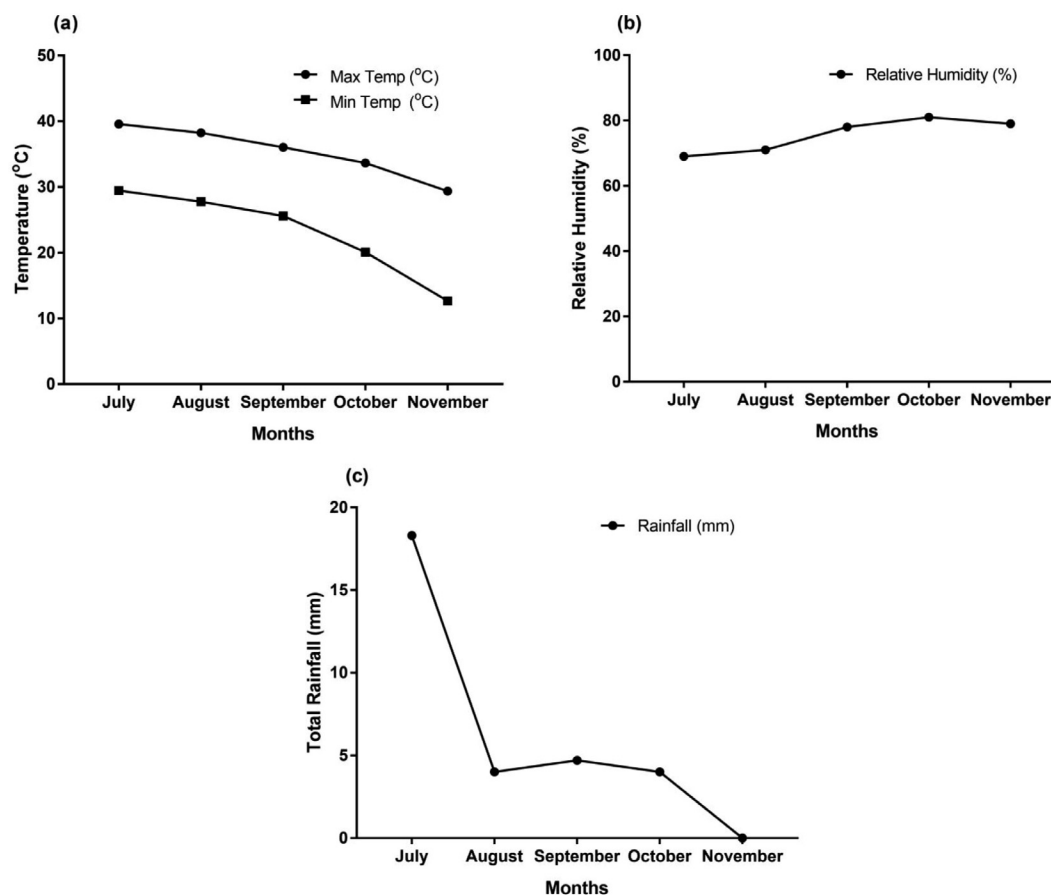 (a)
50
40
30
20
10
0
Temperature (°C)
Max Temp (°C)
Min Temp (°C)
July August September October November
Months
(b)
100
80
60
40
20
0
Relative Humidity (%)
Relative Humidity (%)
July August September October November
Months
(c)
20
15
10
5
0
Total Rainfall (mm)
Rainfall (mm)
July August September October November
Months